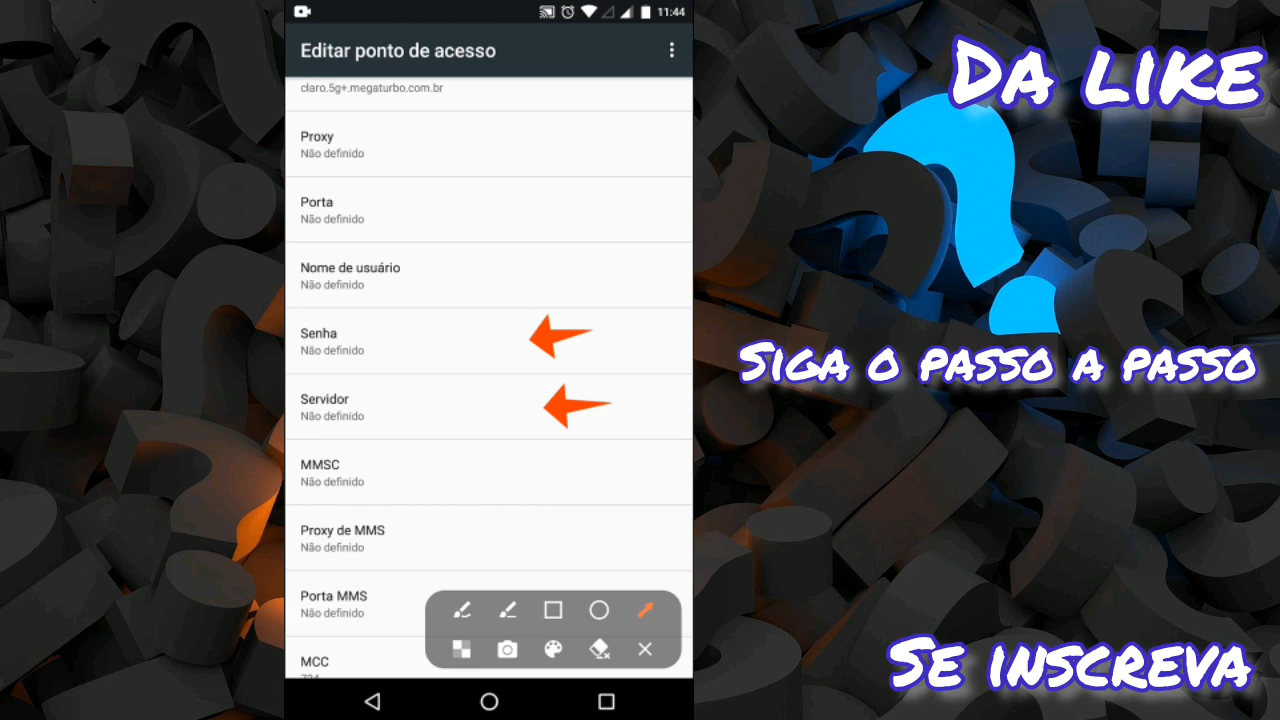 11:44
Editar ponto de acesso
claro.5g+.megaturbo.com.br
Proxy
Não definido
Porta
Não definido
Nome de usuário
Não definido
Senha
Não definido
Servidor
Não definido
MMSC
Não definido
Proxy de MMS
Não definido
Porta MMS
Não definido
MCC
724
Da like
Siga o passo a passo
Se inscreva